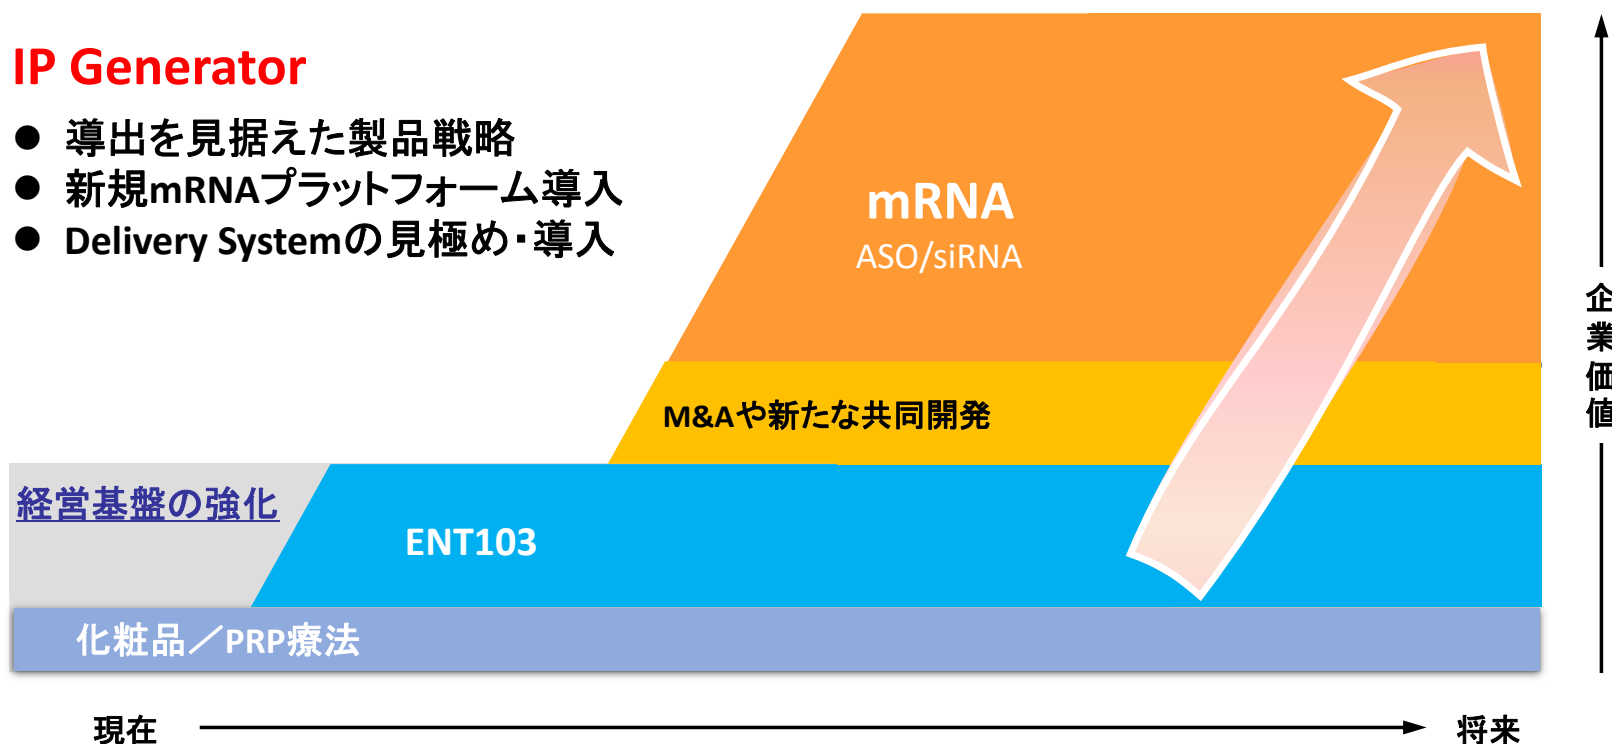 IP Generator
● 導出を見据えた製品戦略
● 新規mRNAプラットフォーム導入
● Delivery Systemの見極め・導入
mRNA
ASO/siRNA
M&Aや新たな共同開発
経営基盤の強化
ENT103
化粧品／PRP療法
現在
将来
企業価値